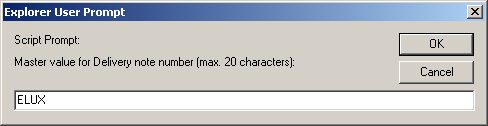 Explorer User Prompt
Script Prompt:
OK
Master value for Delivery note number (max. 20 characters):
Cancel
ELUX